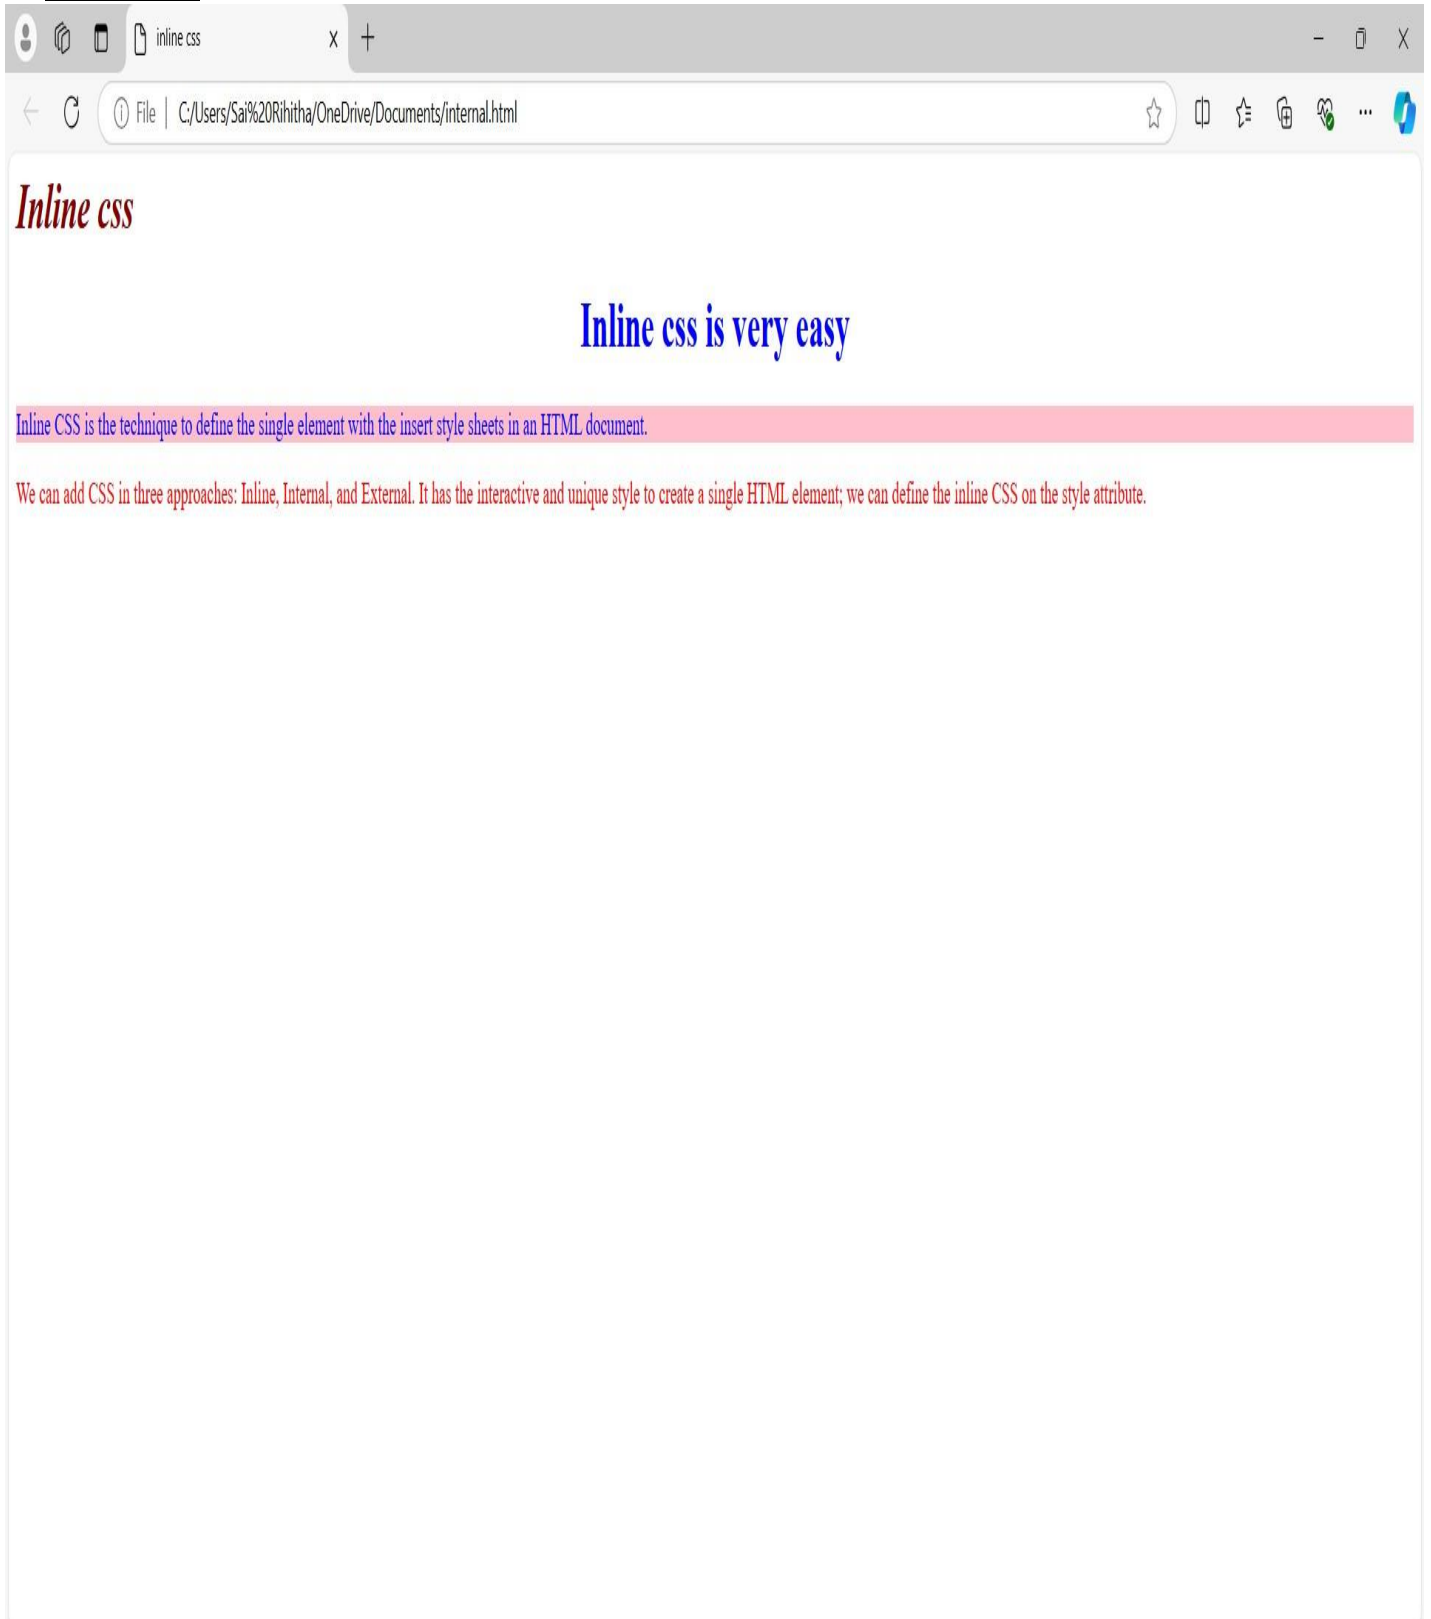 inline css
File C:/Users/Sai%20Rihitha/OneDrive/Documents/internal.html
Inline css
Inline css is very easy
Inline CSS is the technique to define the single element with the insert style sheets in an HTML document.
We can add CSS in three approaches: Inline, Internal, and External. It has the interactive and unique style to create a single HTML element; we can define the inline CSS on the style attribute.